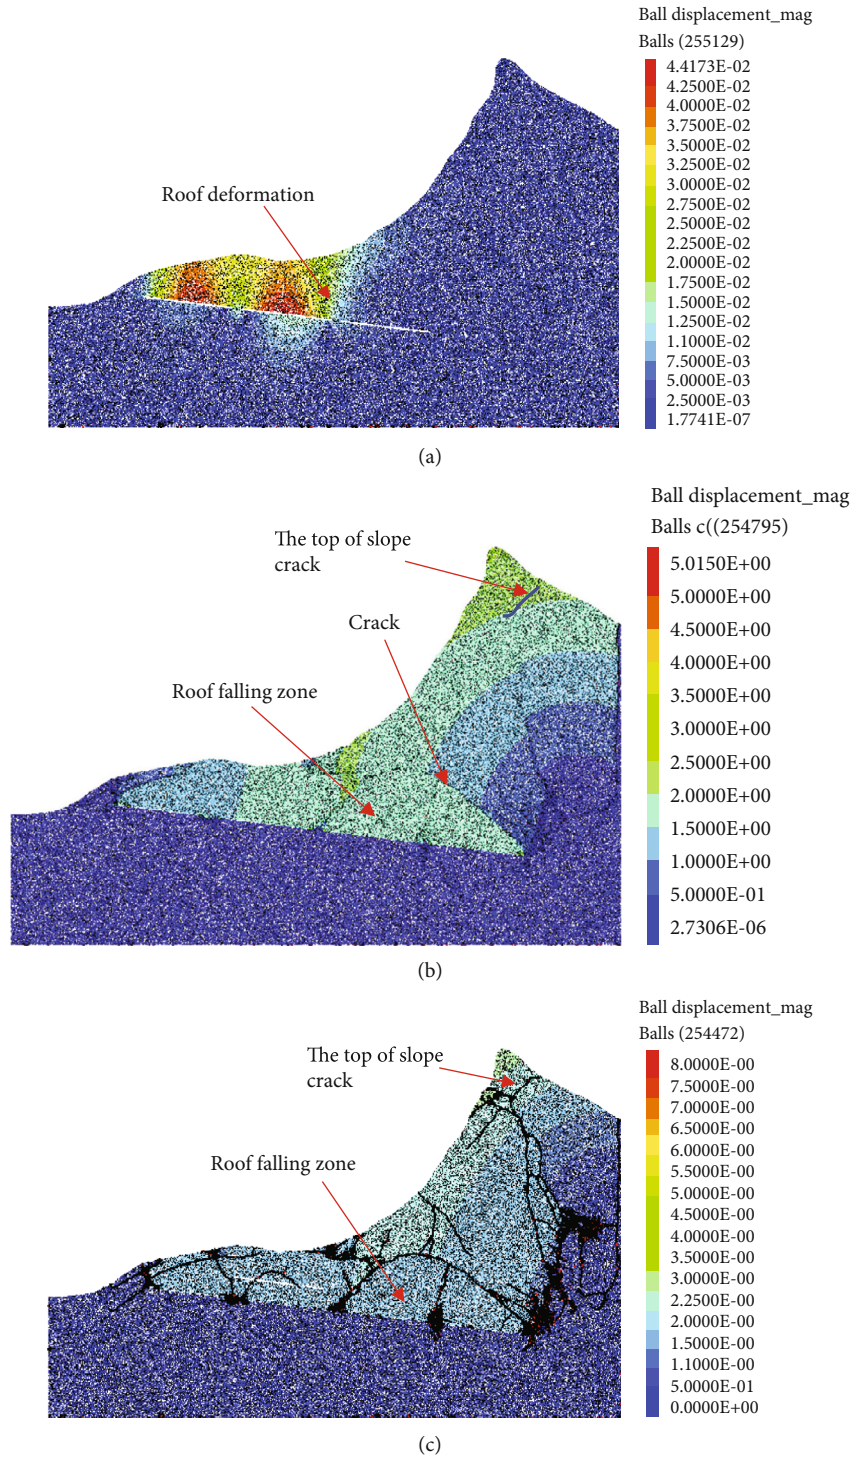 Ball displacement_mag
Balls (255129)
4.4173E-02
4.2500E-02
4.0000E-02
3.7500E-02
3.5000E-02
3.2500E-02
3.0000E-02
2.7500E-02
2.5000E-02
2.2500E-02
2.0000E-02
1.7500E-02
1.5000E-02
1.2500E-02
1.1000E-02
7.5000E-03
5.0000E-03
2.5000E-03
1.7741E-07
Roof deformation
(a)
Ball displacement_mag
Balls c((254795)
5.0150E+00
5.0000E+00
4.5000E+00
4.0000E+00
3.5000E+00
3.0000E+00
2.5000E+00
2.0000E+00
1.5000E+00
1.0000E+00
5.0000E-01
2.7306E-06
The top of slope
crack
Crack
Roof falling zone
(b)
Ball displacement_mag
Balls (254472)
8.0000E-00
7.5000E-00
7.0000E-00
6.5000E-00
6.0000E-00
5.5000E-00
5.0000E-00
4.5000E-00
4.0000E-00
3.5000E-00
3.0000E-00
2.2500E-00
2.0000E-00
1.5000E-00
1.1000E-00
5.0000E-01
0.0000E+00
The top of slope
crack
Roof falling zone
(c)